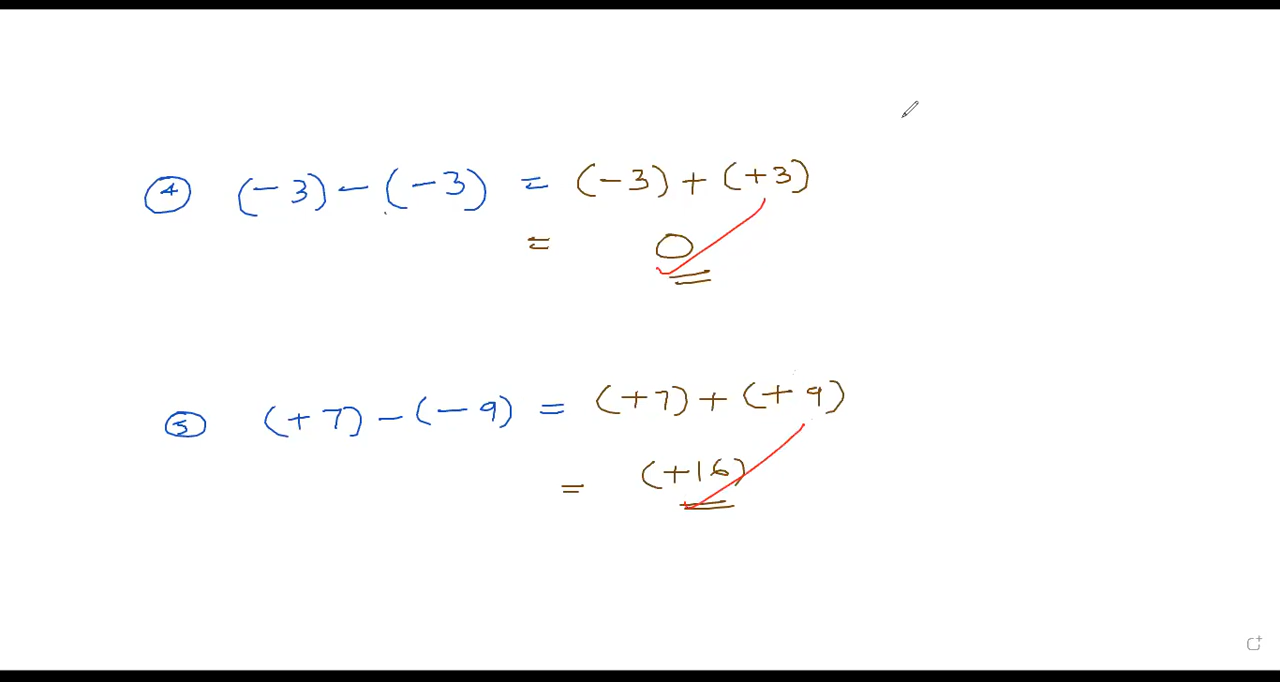 ④ (-3) - (-3) = (-3) + (+3)
= 0
⑤ (+7) - (-9) = (+7) + (+9)
= (+16)